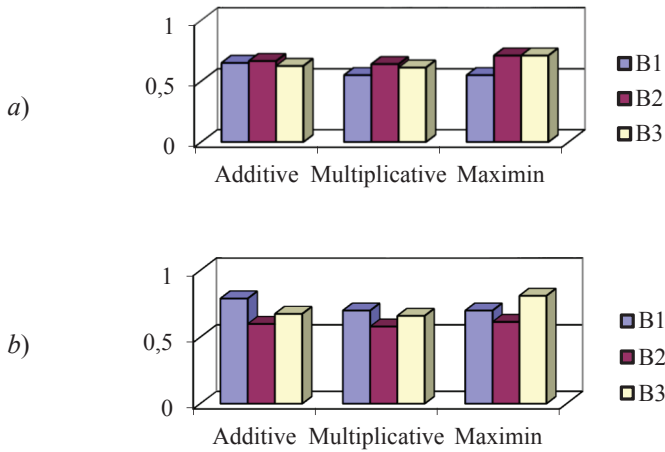 a)
1
0,5
0
Additive Multiplicative Maximin
B1
B2
B3
b)
1
0,5
0
Additive Multiplicative Maximin
B1
B2
B3